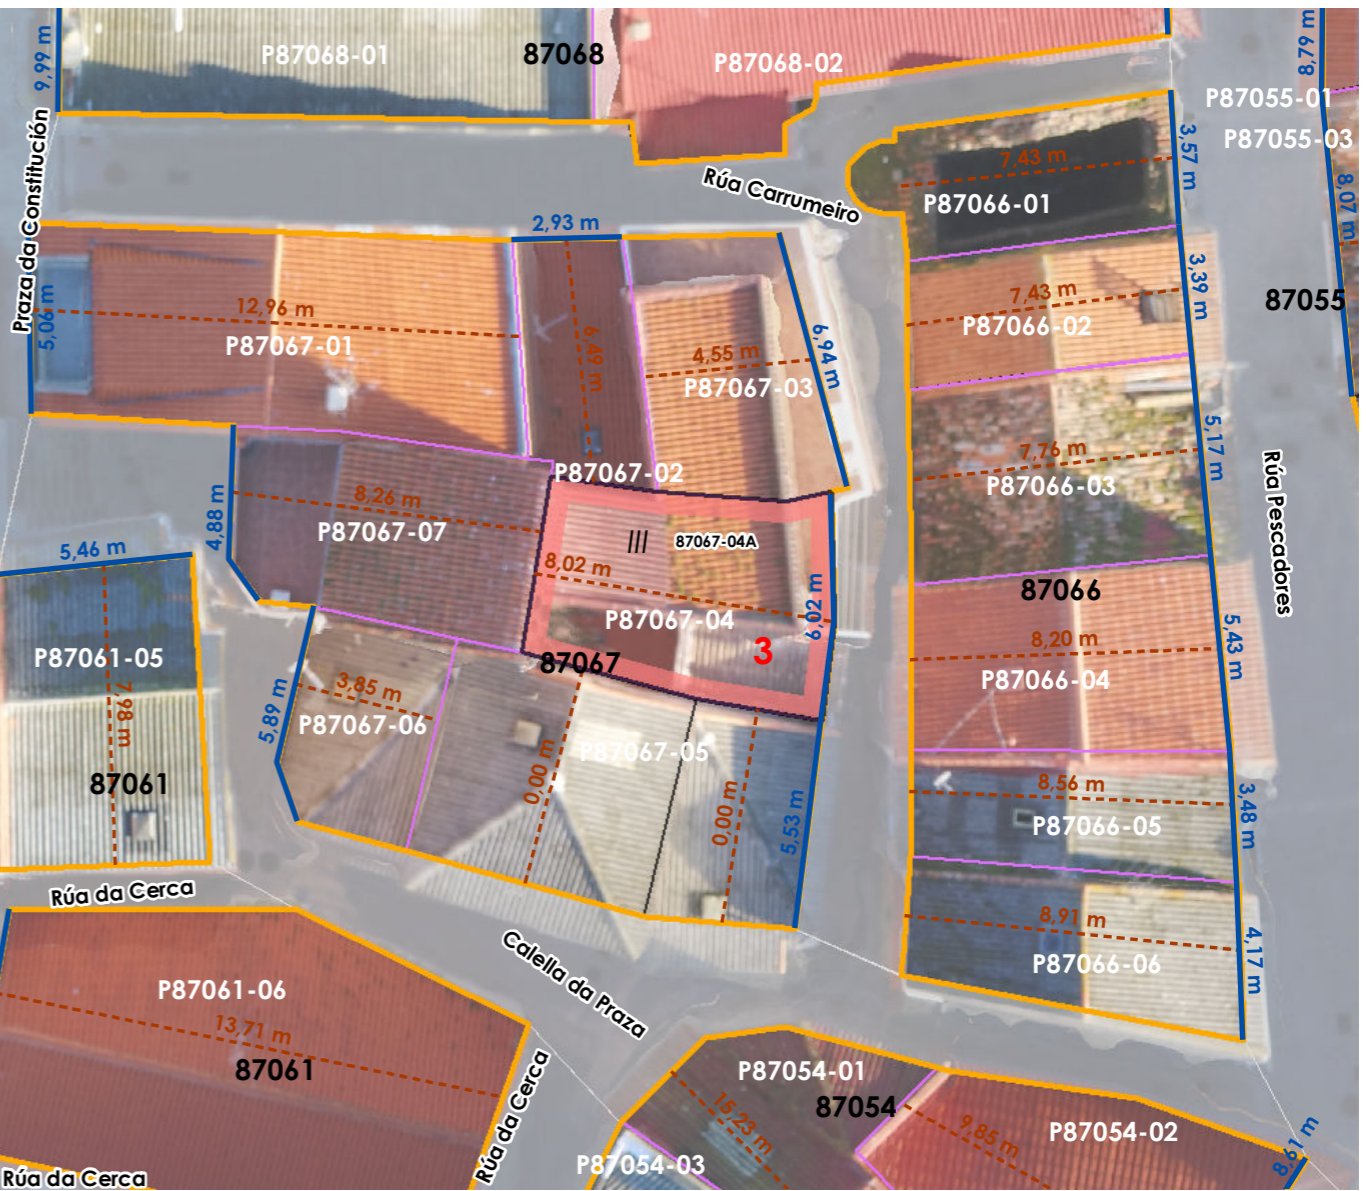 9,99 m
P87068-01
87068
P87068-02
8,79 m
P87055-01
P87055-03
3,57 m
7,43 m
P87066-01
8,07 m
Rúa Carrumeiro
Praza da Constitución
2,93 m
12,96 m
5,06 m
P87067-01
6,49 m
4,55 m
P87067-03
6,94 m
3,39 m
7,43 m
P87066-02
87055
5,17 m
7,76 m
P87066-03
Rúa Pescadores
P87067-02
8,26 m
4,88 m
P87067-07
III
87067-04A
8,02 m
P87067-04
6,02 m
3
87067
5,46 m
P87061-05
7,98 m
87061
87066
5,43 m
8,20 m
P87066-04
3,85 m
P87067-06
5,89 m
P87067-05
0,00 m
0,00 m
5,53 m
8,56 m
P87066-05
3,48 m
Rúa da Cerca
8,91 m
P87066-06
4,17 m
Calella da Praza
P87061-06
13,71 m
87061
Rúa da Cerca
P87054-01
87054
15,23 m
9,85 m
P87054-02
8,61 m
P87054-03
Rúa da Cerca